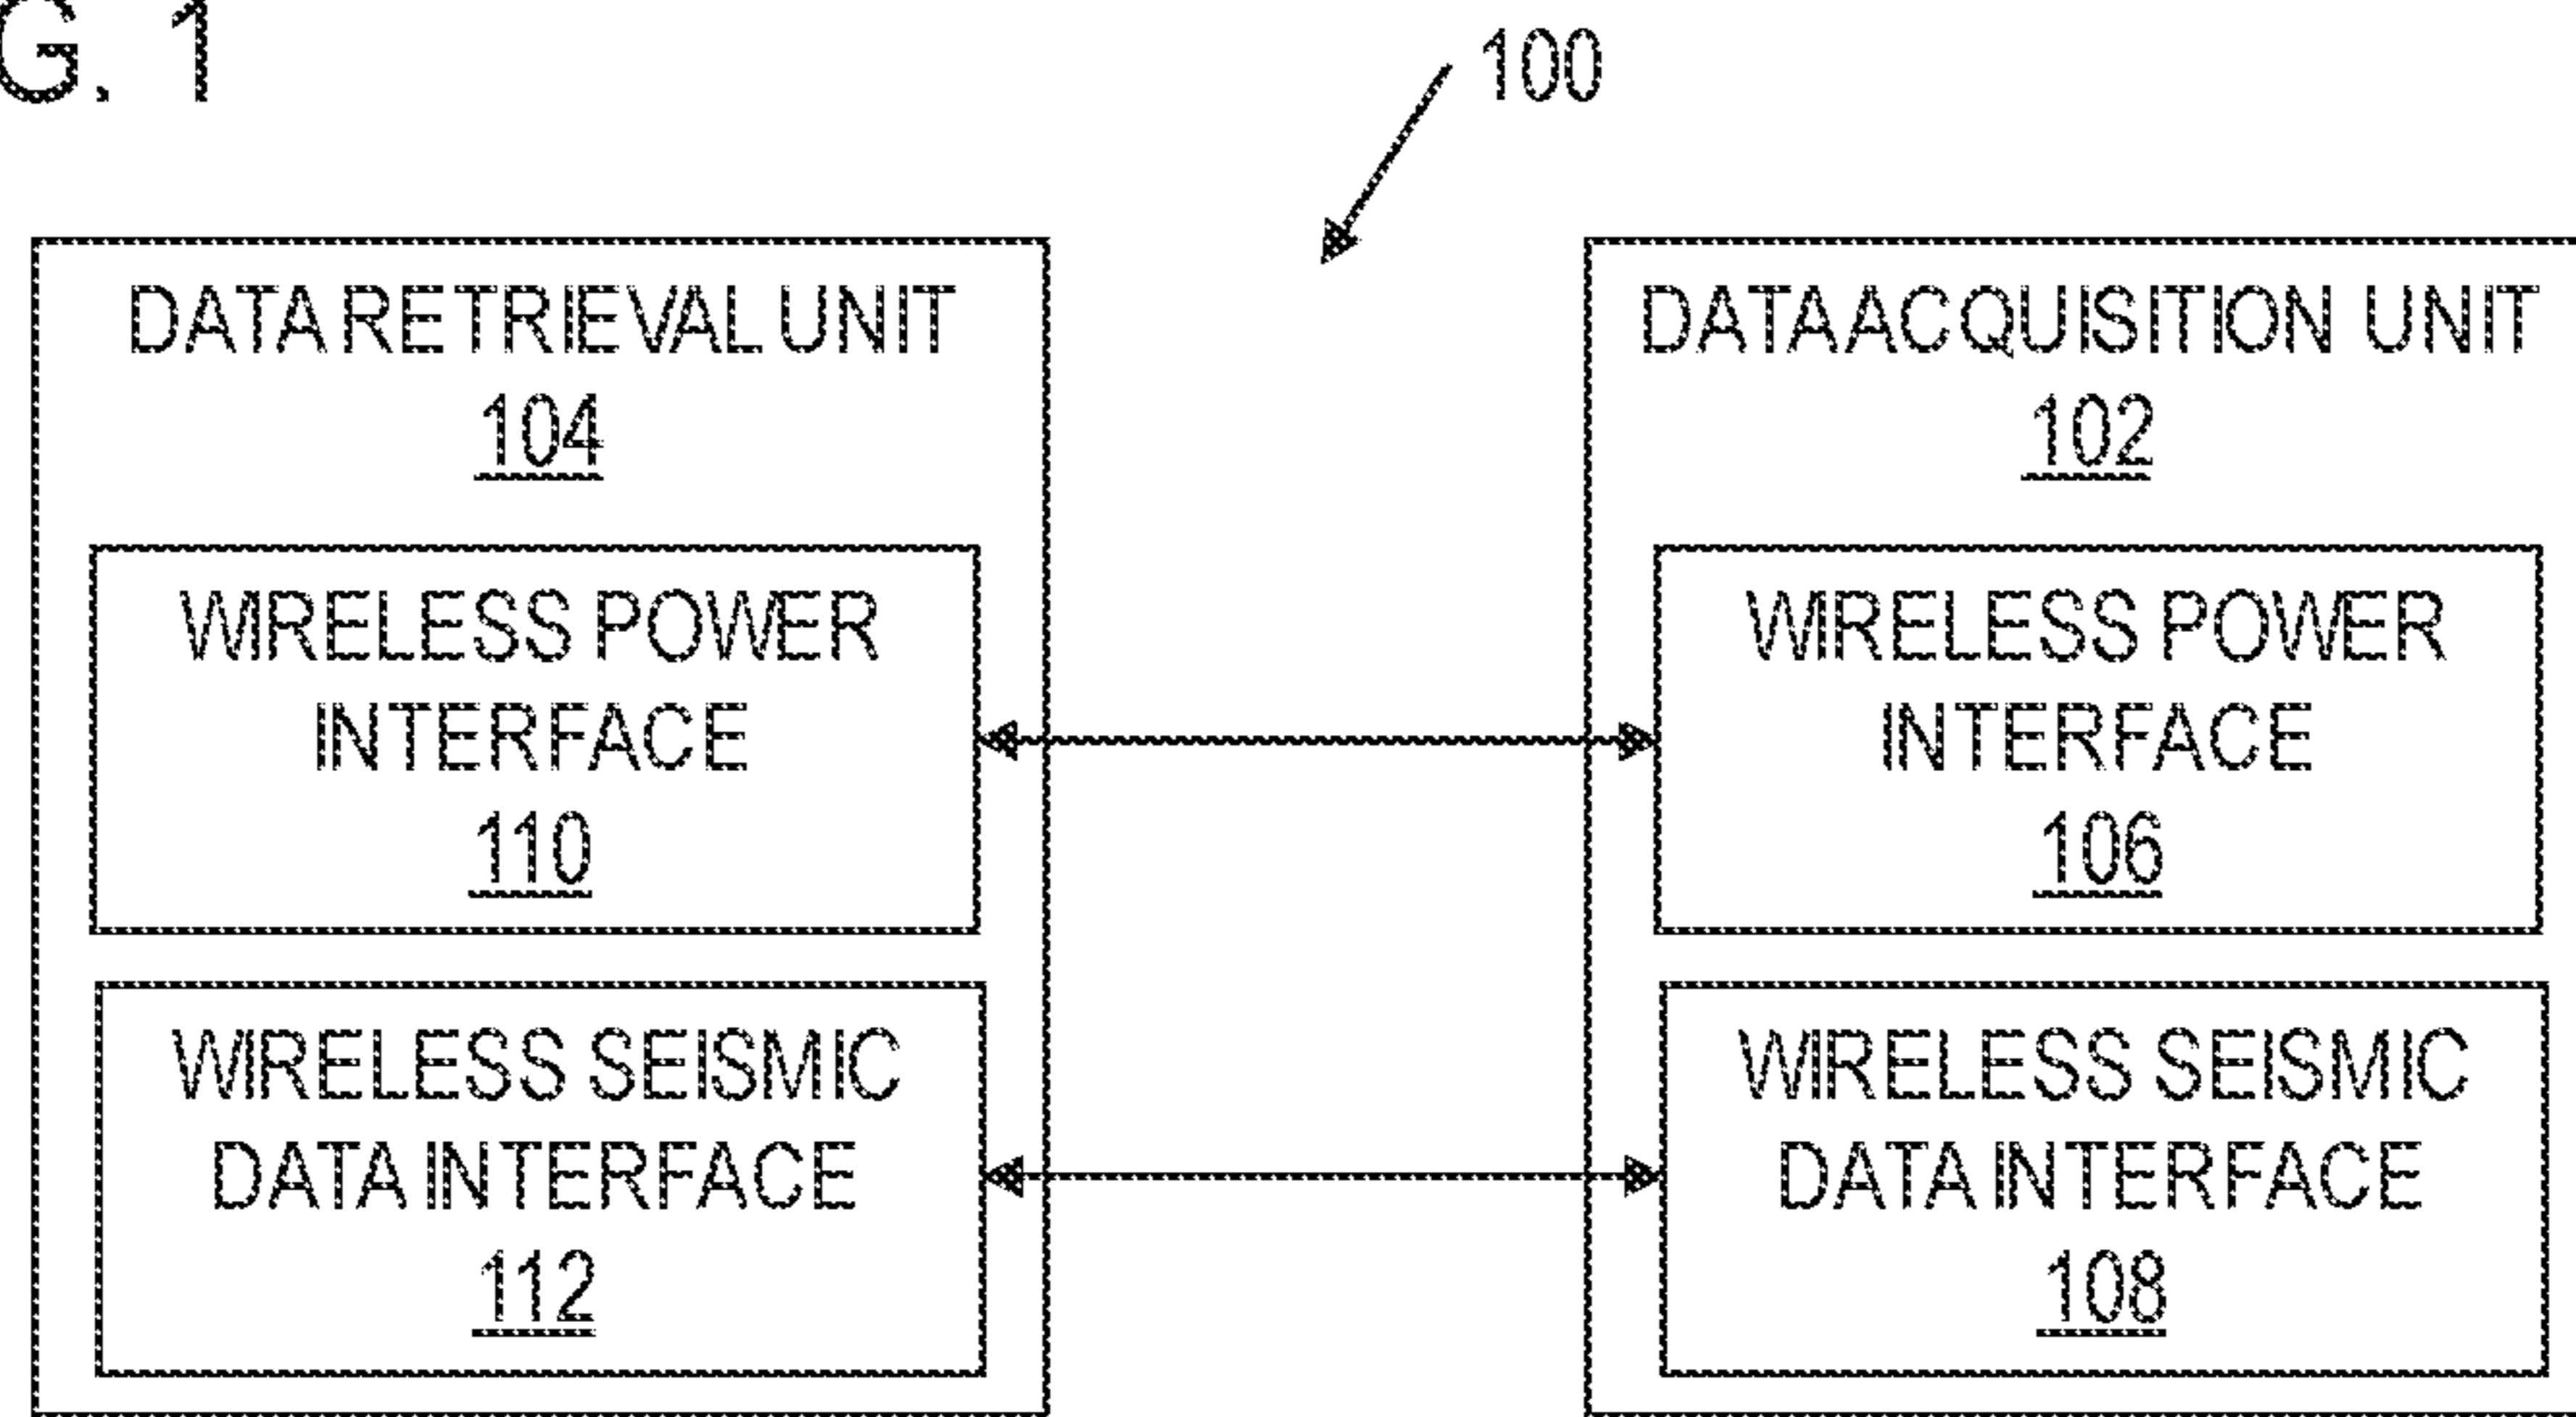 G. 1
100
DATA RETRIEVAL UNIT
104
WIRELESS POWER
INTERFACE
110
WIRELESS SEISMIC
DATA INTERFACE
112
DATA ACQUISITION UNIT
102
WIRELESS POWER
INTERFACE
106
WIRELESS SEISMIC
DATA INTERFACE
108